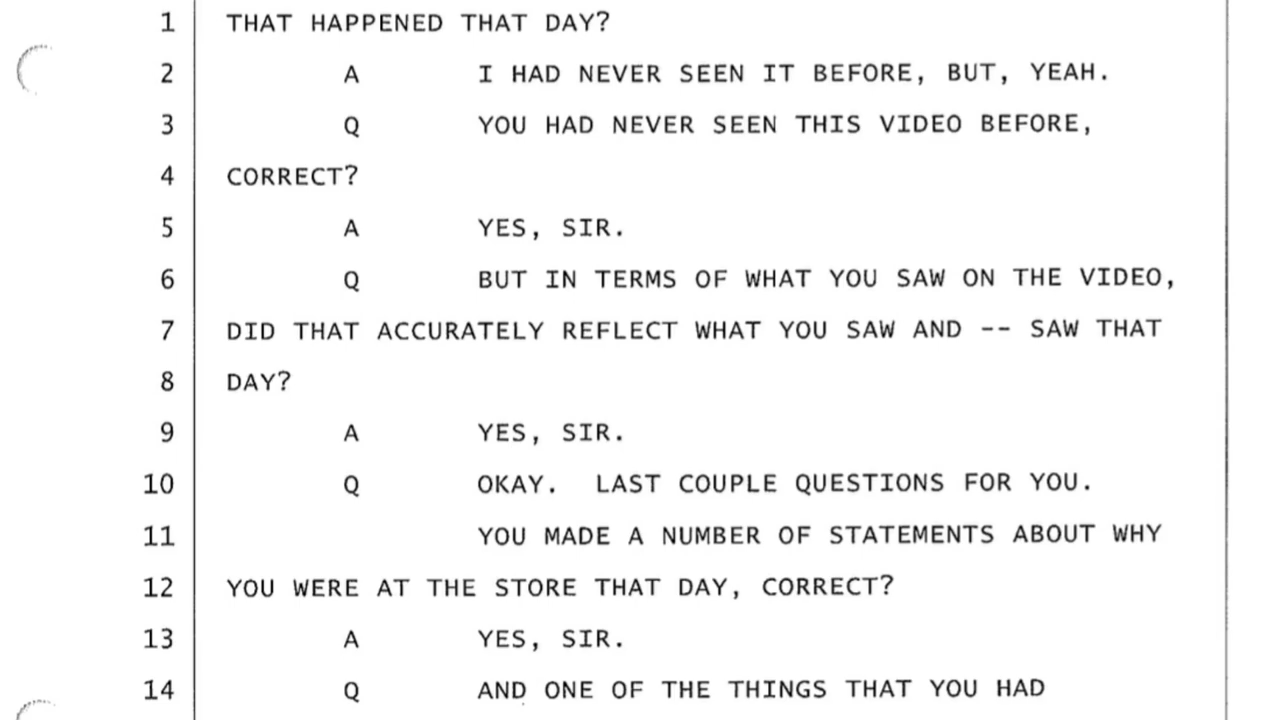 1 THAT HAPPENED THAT DAY?
2 A I HAD NEVER SEEN IT BEFORE, BUT, YEAH.
3 Q YOU HAD NEVER SEEN THIS VIDEO BEFORE,
4 CORRECT?
5 A YES, SIR.
6 Q BUT IN TERMS OF WHAT YOU SAW ON THE VIDEO,
7 DID THAT ACCURATELY REFLECT WHAT YOU SAW AND -- SAW THAT
8 DAY?
9 A YES, SIR.
10 Q OKAY. LAST COUPLE QUESTIONS FOR YOU.
11 YOU MADE A NUMBER OF STATEMENTS ABOUT WHY
12 YOU WERE AT THE STORE THAT DAY, CORRECT?
13 A YES, SIR.
14 Q AND ONE OF THE THINGS THAT YOU HAD